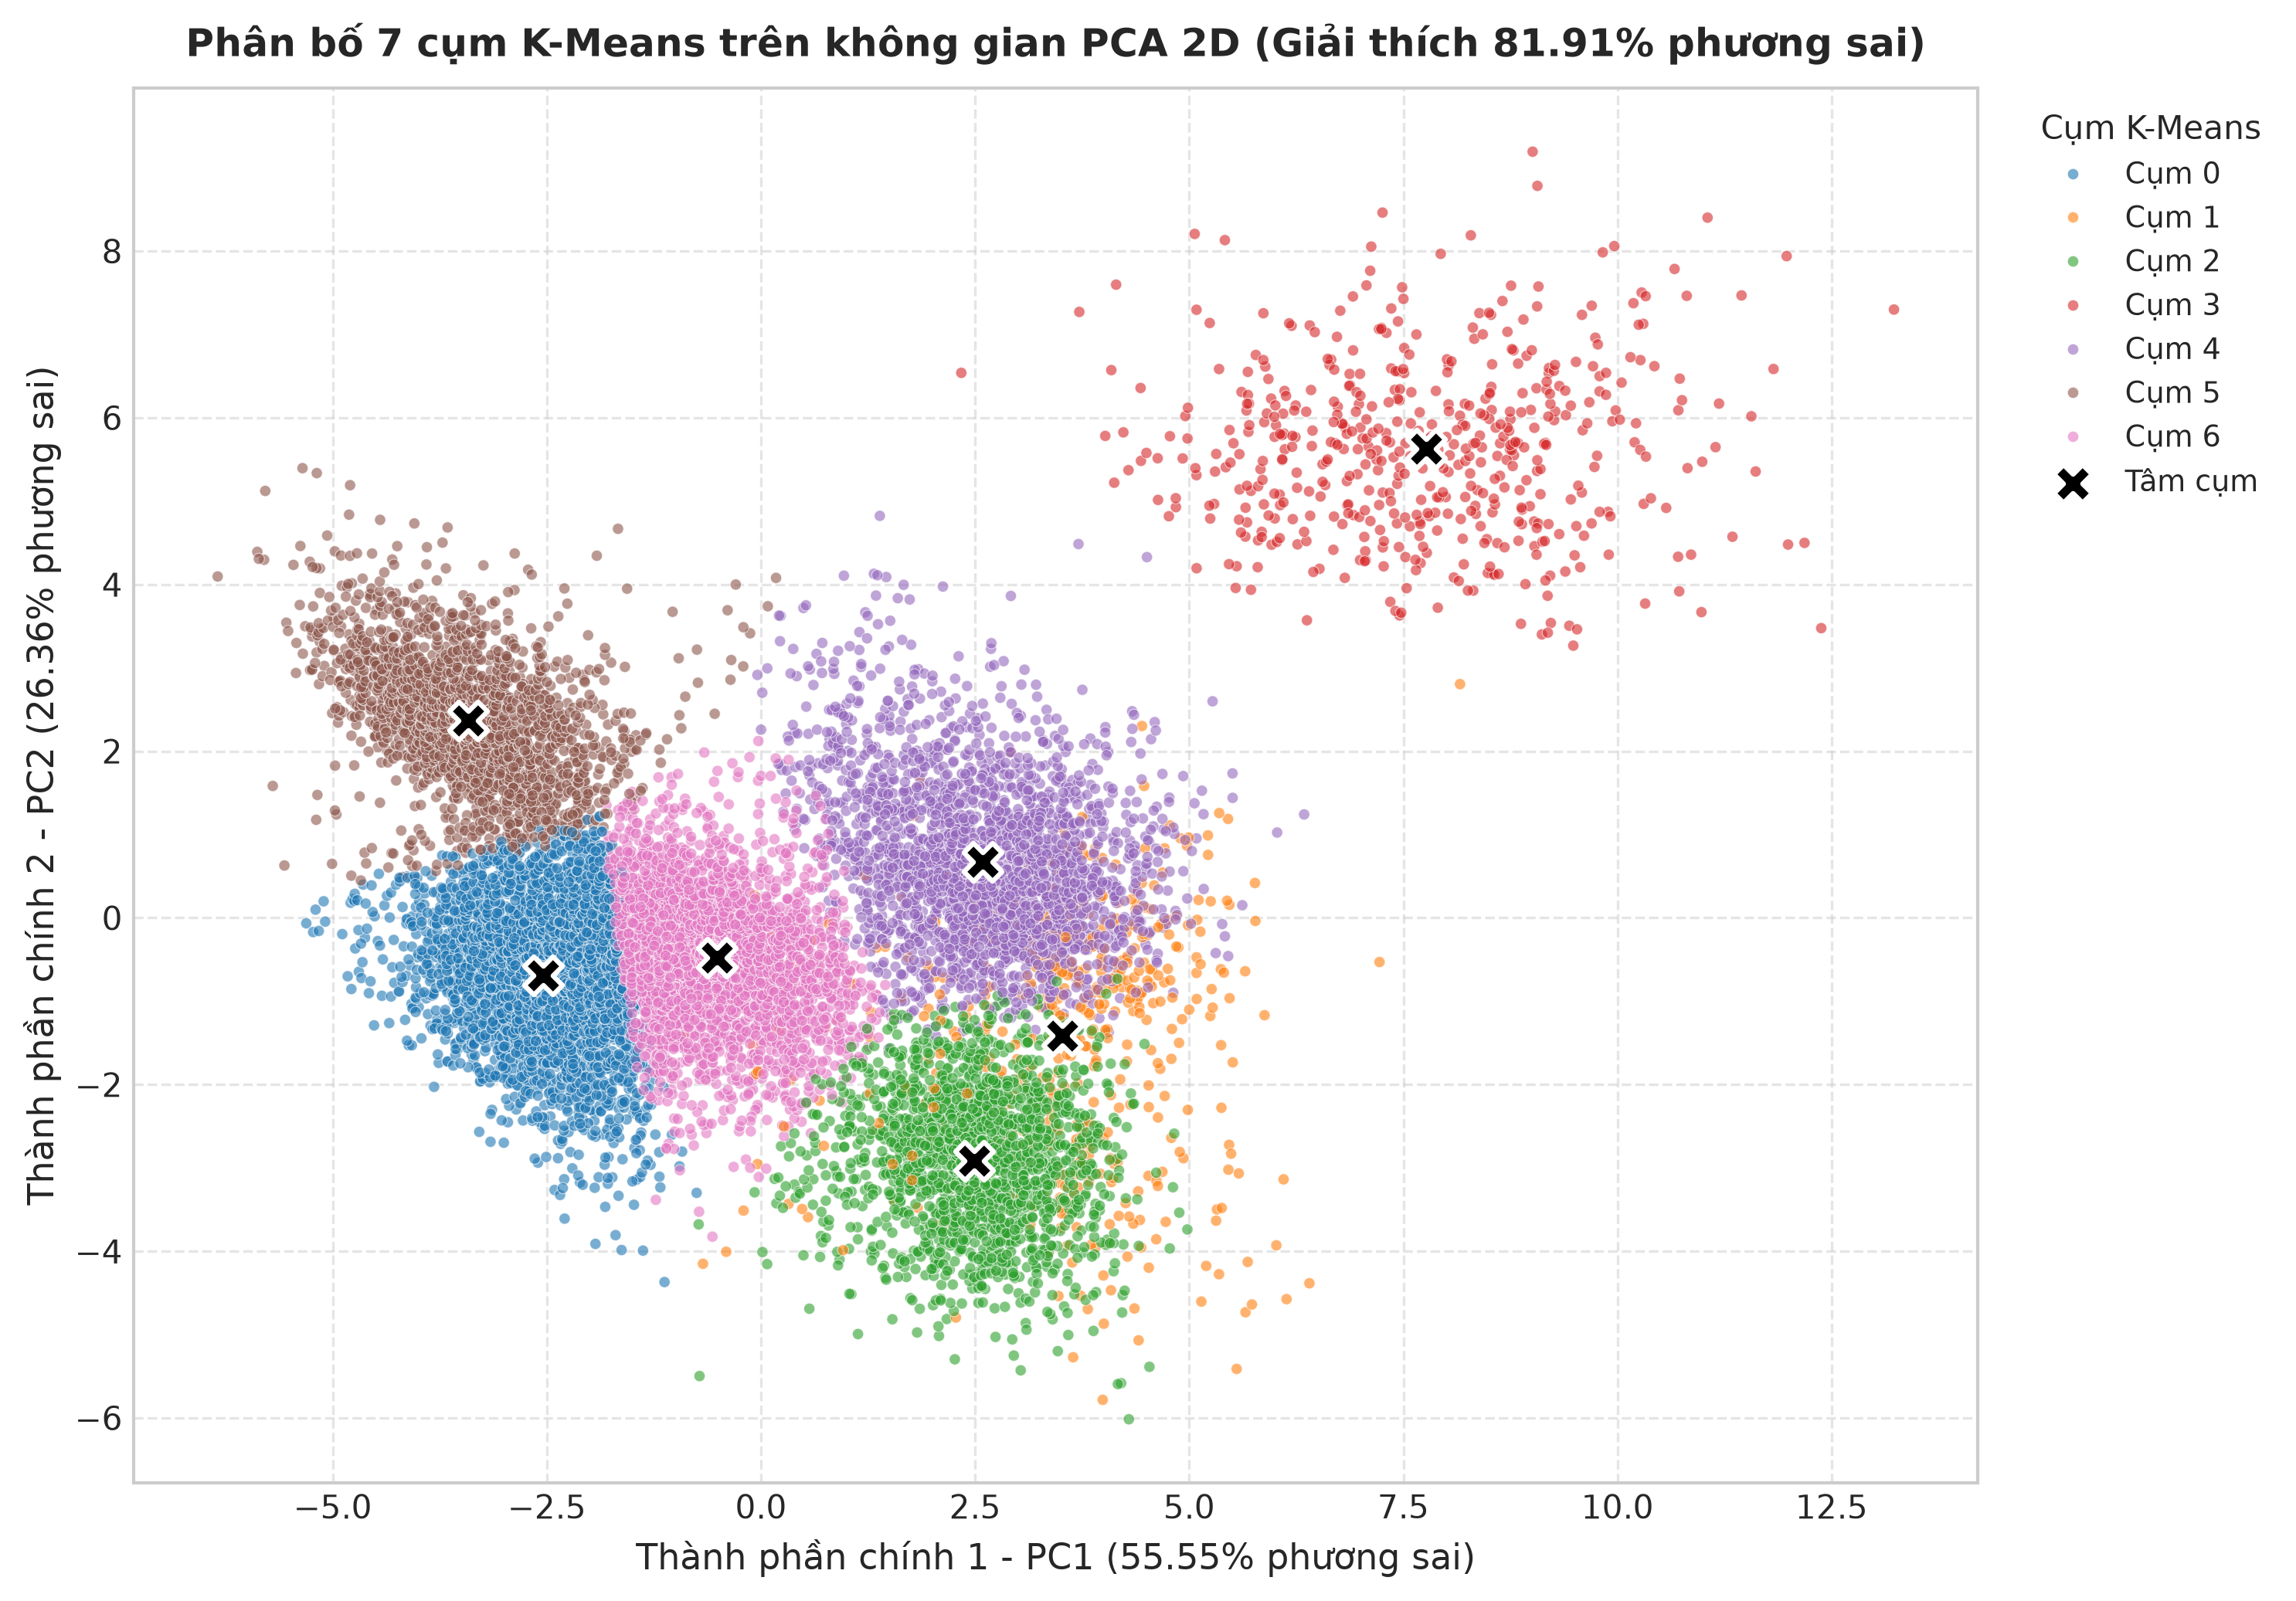 Phân bố 7 cụm K-Means trên không gian PCA 2D (Giải thích 81.91% phương sai)
Cụm K-Means
Cụm 0
Cụm 1
Cụm 2
Cụm 3
Cụm 4
Cụm 5
Cụm 6
Tâm cụm
Thành phần chính 2 - PC2 (26.36% phương sai)
8
6
4
2
0
−2
−4
−6
−5.0 −2.5 0.0 2.5 5.0 7.5 10.0 12.5
Thành phần chính 1 - PC1 (55.55% phương sai)